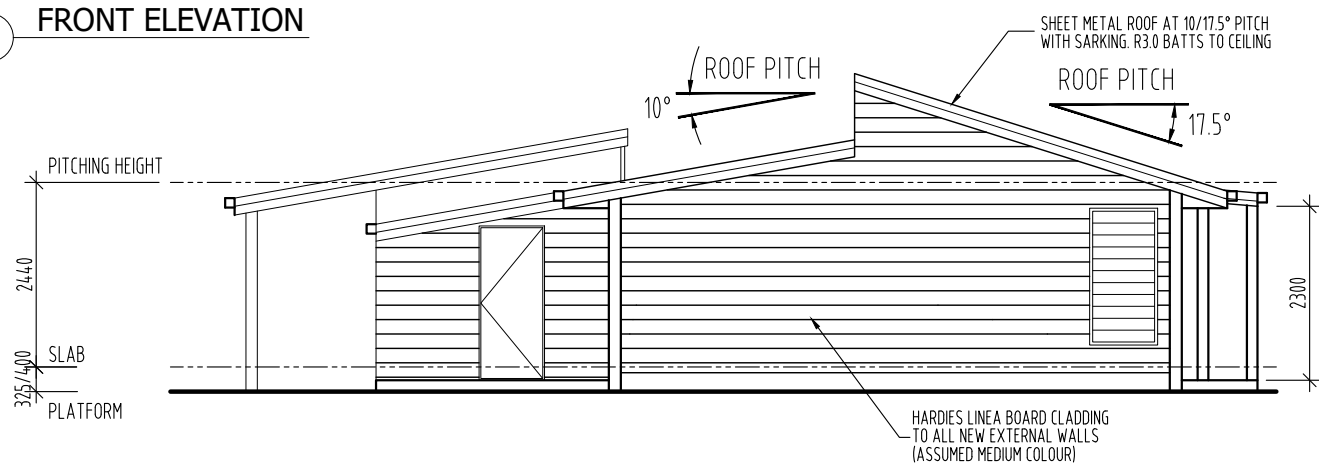 FRONT ELEVATION
SHEET METAL ROOF AT 10/17.5° PITCH
WITH SARKING. R3.0 BATTS TO CEILING
ROOF PITCH
10°
ROOF PITCH
17.5°
PITCHING HEIGHT
2440
2300
SLAB
325/400
PLATFORM
HARDIES LINEA BOARD CLADDING
TO ALL NEW EXTERNAL WALLS
(ASSUMED MEDIUM COLOUR)